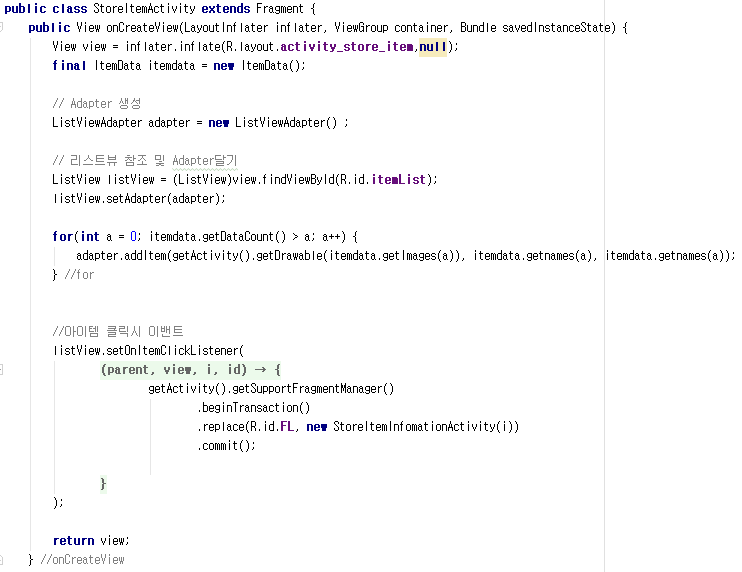 public class StoreItemActivity extends Fragment {
public View onCreateView(LayoutInflater inflater, ViewGroup container, Bundle savedInstanceState) {
View view = inflater.inflate(R.layout.activity_store_item,null);
final ItemData itemdata = new ItemData();
// Adapter 생성
ListViewAdapter adapter = new ListViewAdapter() ;
// 리스트뷰 참조 및 Adapter달기
ListView listView = (ListView)view.findViewById(R.id.itemList);
listView.setAdapter(adapter);
for(int a = 0; itemdata.getDataCount() > a; a++) {
adapter.addItem(getActivity().getDrawable(itemdata.getImages(a)), itemdata.getnames(a), itemdata.getnames(a));
} //for
//아이템 클릭시 이밴트
listView.setOnItemClickListener(
(parent, view, i, id) → {
getActivity().getSupportFragmentManager()
.beginTransaction()
.replace(R.id.FL, new StoreItemInfomationActivity(i))
.commit();
}
);
return view;
} //onCreateView